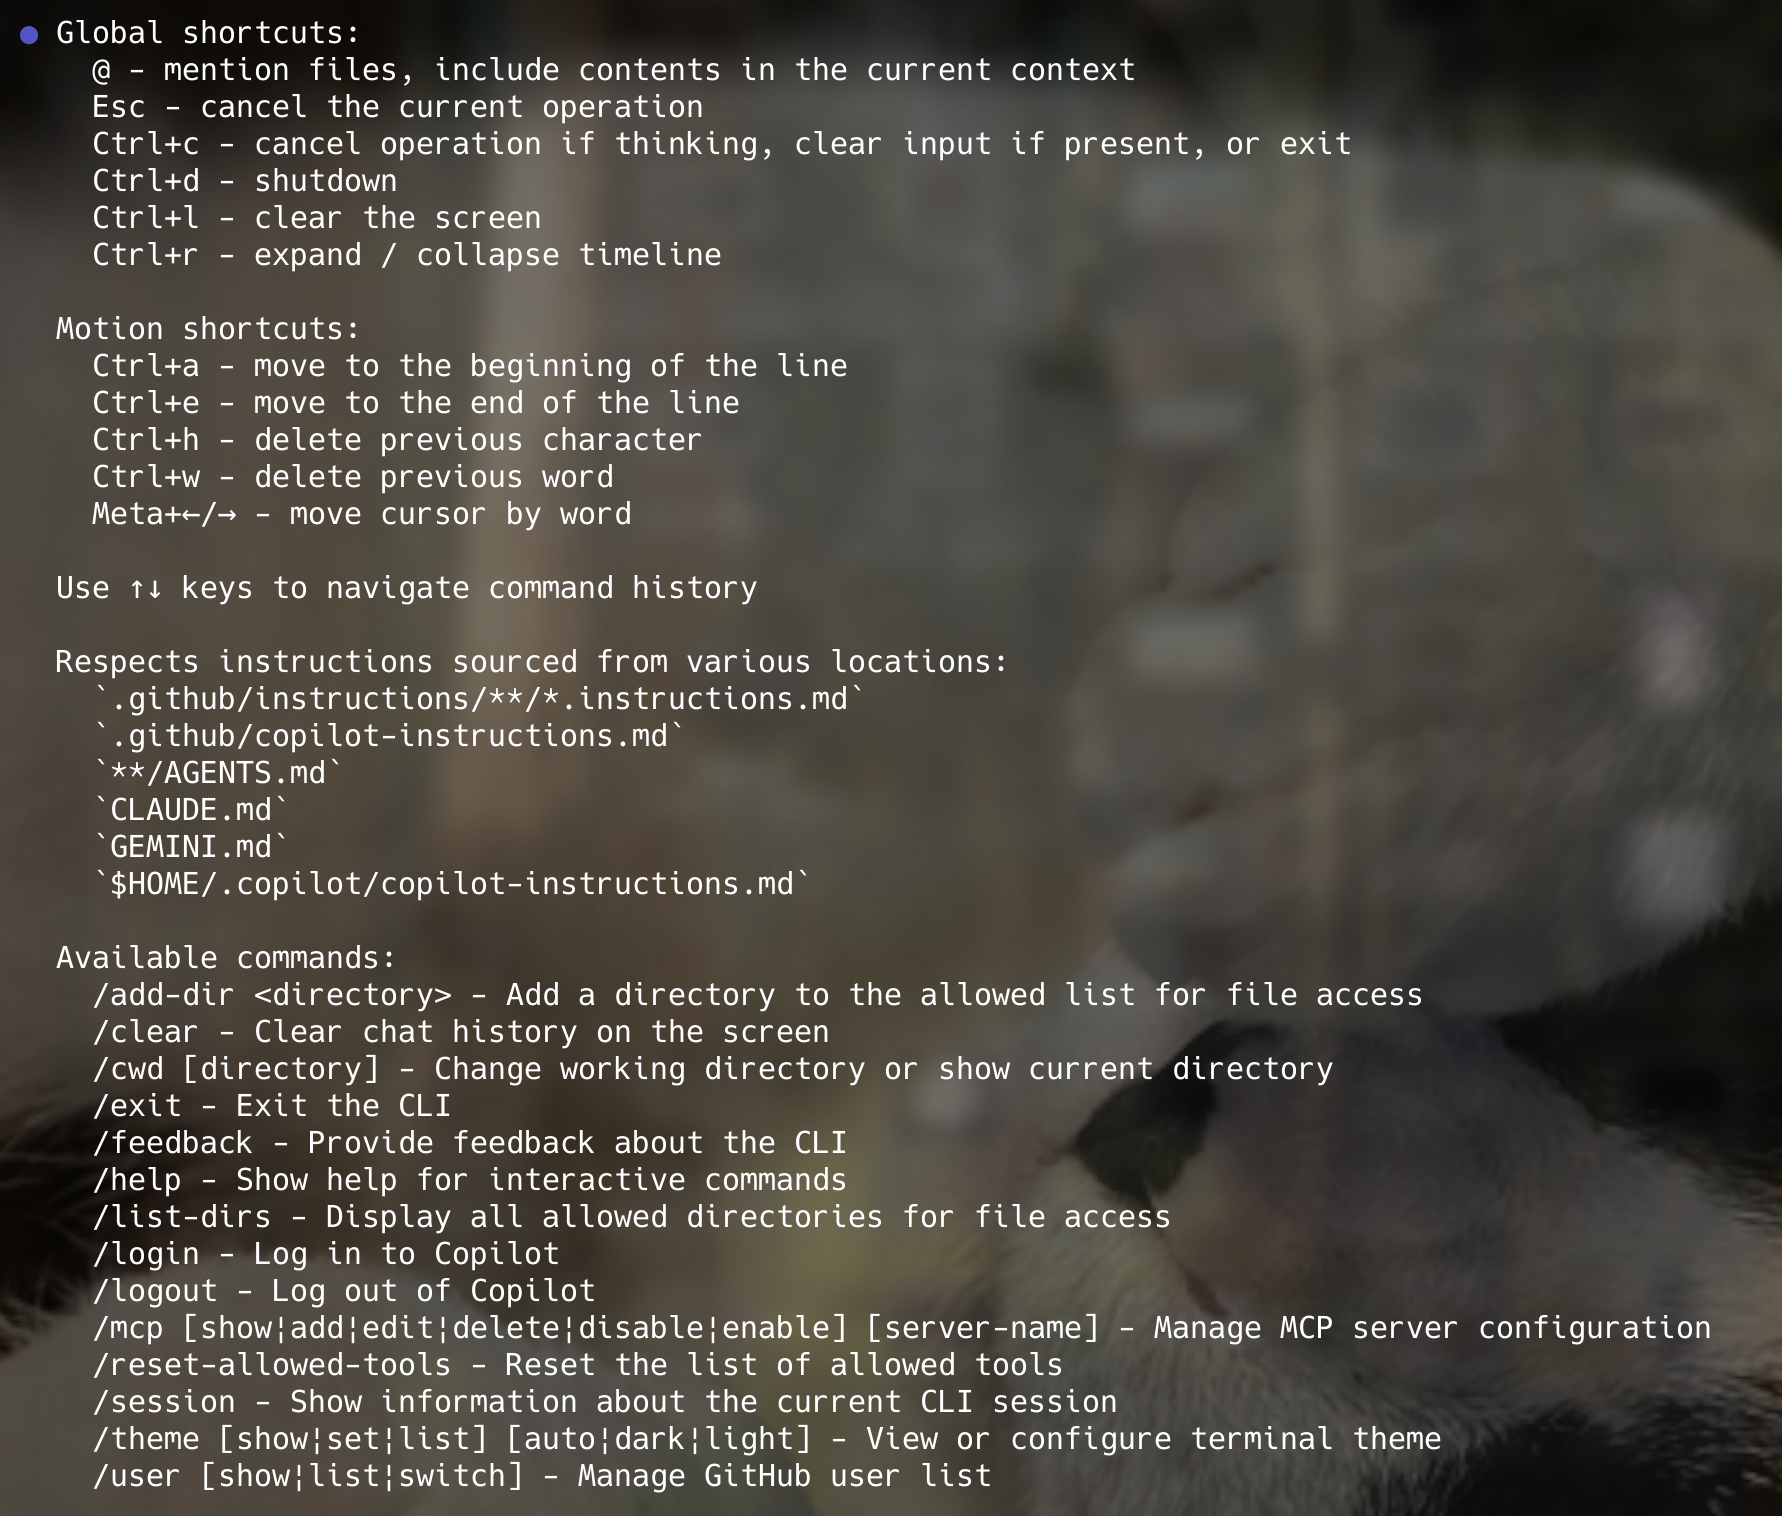 ● Global shortcuts:
@ - mention files, include contents in the current context
Esc - cancel the current operation
Ctrl+c - cancel operation if thinking, clear input if present, or exit
Ctrl+d - shutdown
Ctrl+l - clear the screen
Ctrl+r - expand / collapse timeline
Motion shortcuts:
Ctrl+a - move to the beginning of the line
Ctrl+e - move to the end of the line
Ctrl+h - delete previous character
Ctrl+w - delete previous word
Meta+←/→ - move cursor by word
Use ↑↓ keys to navigate command history
Respects instructions sourced from various locations:
`.github/instructions/**/*.instructions.md`
`.github/copilot-instructions.md`
`**/AGENTS.md`
`CLAUDE.md`
`GEMINI.md`
`$HOME/.copilot/copilot-instructions.md`
Available commands:
/add-dir <directory> - Add a directory to the allowed list for file access
/clear - Clear chat history on the screen
/cwd [directory] - Change working directory or show current directory
/exit - Exit the CLI
/feedback - Provide feedback about the CLI
/help - Show help for interactive commands
/list-dirs - Display all allowed directories for file access
/login - Log in to Copilot
/logout - Log out of Copilot
/mcp [show¦add¦edit¦delete¦disable¦enable] [server-name] - Manage MCP server configuration
/reset-allowed-tools - Reset the list of allowed tools
/session - Show information about the current CLI session
/theme [show¦set¦list] [auto¦dark¦light] - View or configure terminal theme
/user [show¦list¦switch] - Manage GitHub user list